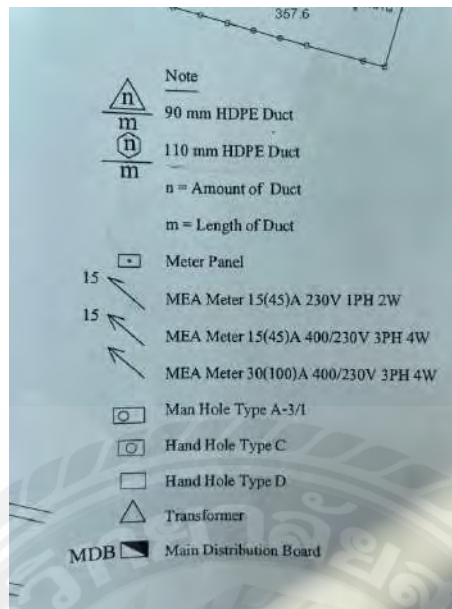 357.6
Note
n
m
90 mm HDPE Duct
n
m
110 mm HDPE Duct
n = Amount of Duct
m = Length of Duct
Meter Panel
15
MEA Meter 15(45)A 230V 1PH 2W
15
MEA Meter 15(45)A 400/230V 3PH 4W
MEA Meter 30(100)A 400/230V 3PH 4W
Man Hole Type A-3/1
Hand Hole Type C
Hand Hole Type D
Transformer
MDB Main Distribution Board